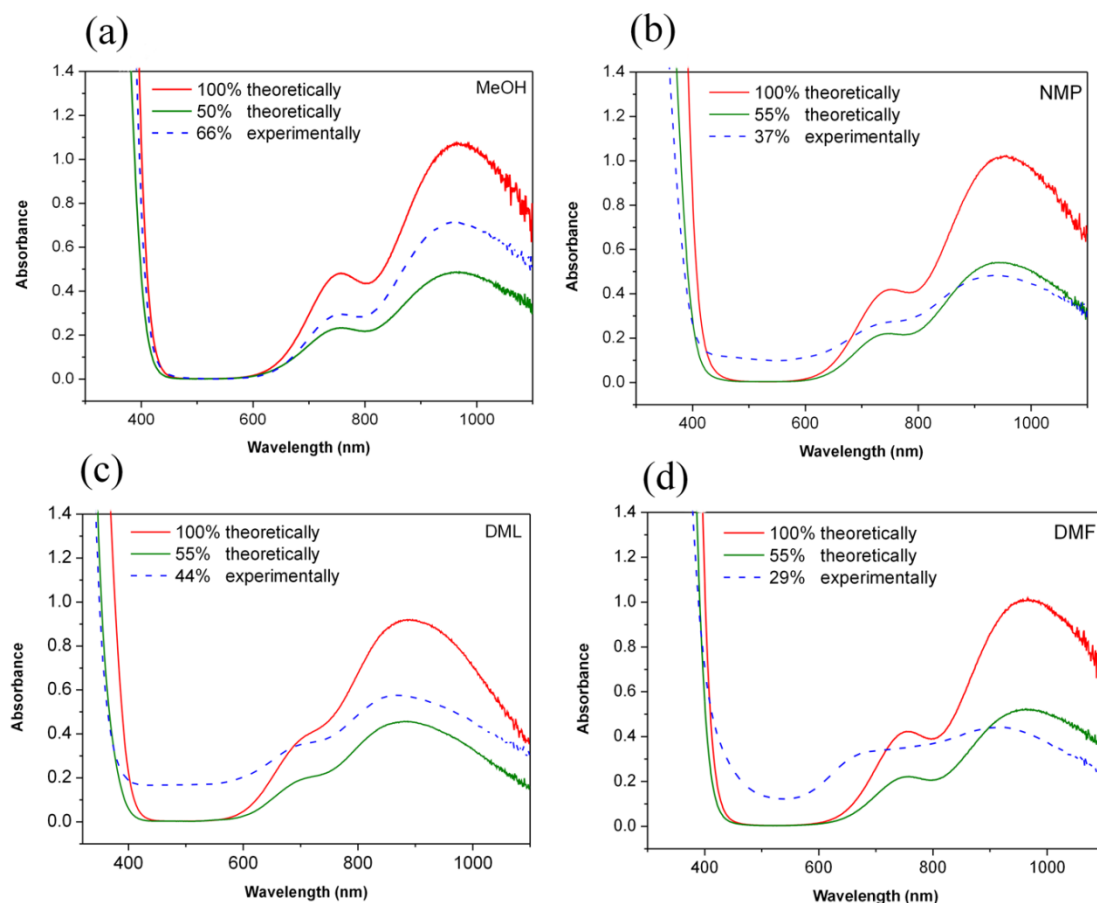 (a)
MeOH
100% theoretically
50% theoretically
66% experimentally
Absorbance
1.4
1.2
1.0
0.8
0.6
0.4
0.2
0.0
400 600 800 1000
Wavelength (nm)
(b)
NMP
100% theoretically
55% theoretically
37% experimentally
Absorbance
1.4
1.2
1.0
0.8
0.6
0.4
0.2
0.0
400 600 800 1000
Wavelength (nm)
(c)
DML
100% theoretically
55% theoretically
44% experimentally
Absorbance
1.4
1.2
1.0
0.8
0.6
0.4
0.2
0.0
400 600 800 1000
Wavelength (nm)
(d)
DMF
100% theoretically
55% theoretically
29% experimentally
Absorbance
1.4
1.2
1.0
0.8
0.6
0.4
0.2
0.0
400 600 800 1000
Wavelength (nm)